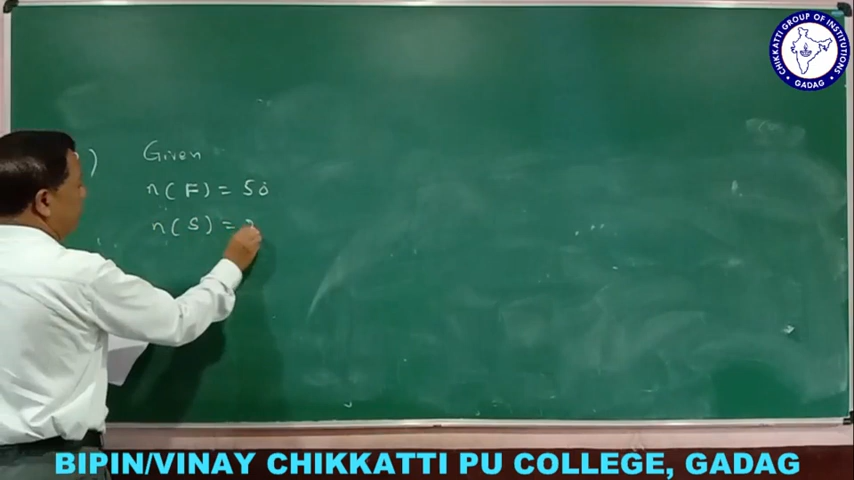 CHIKKATTI GROUP OF INSTITUTIONS
GADAG
)
Given
n(F) = 50
n(S) =
BIPIN/VINAY CHIKKATTI PU COLLEGE, GADAG